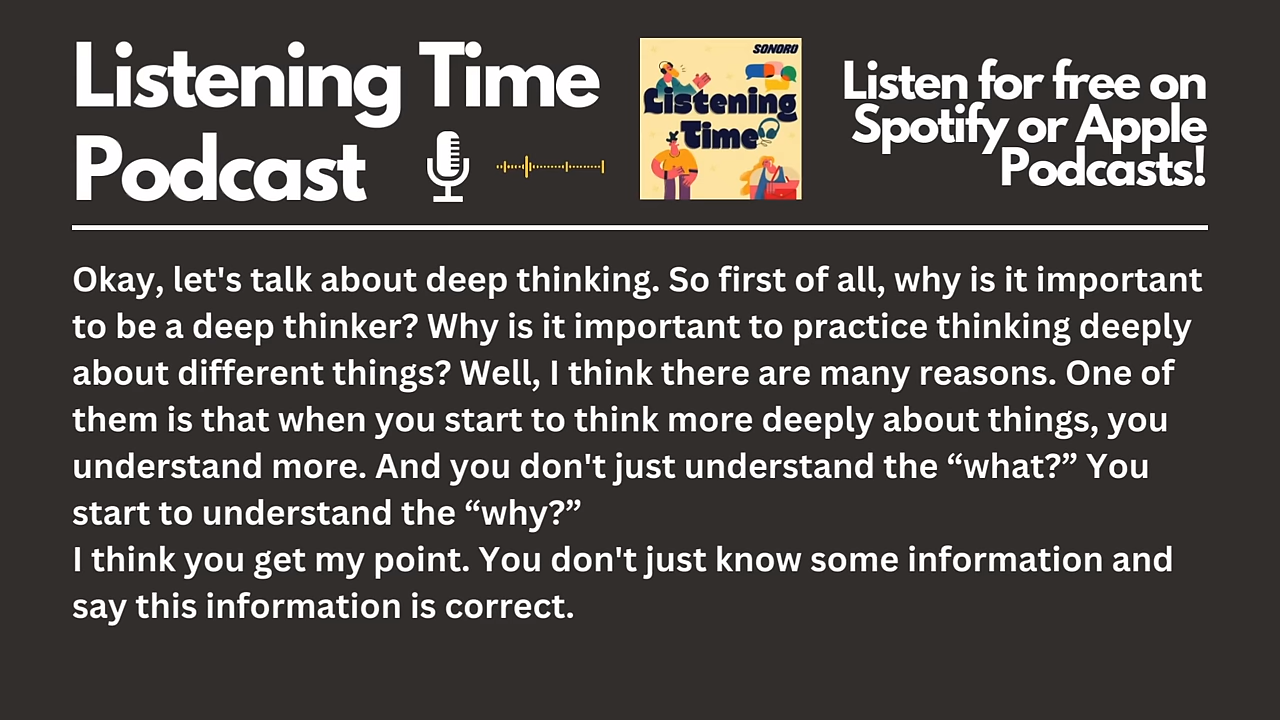 Listening Time
Podcast
SONORO
Listening
Time
Listen for free on
Spotify or Apple
Podcasts!
Okay, let's talk about deep thinking. So first of all, why is it important
to be a deep thinker? Why is it important to practice thinking deeply
about different things? Well, I think there are many reasons. One of
them is that when you start to think more deeply about things, you
understand more. And you don't just understand the “what?” You
start to understand the “why?”
I think you get my point. You don't just know some information and
say this information is correct.